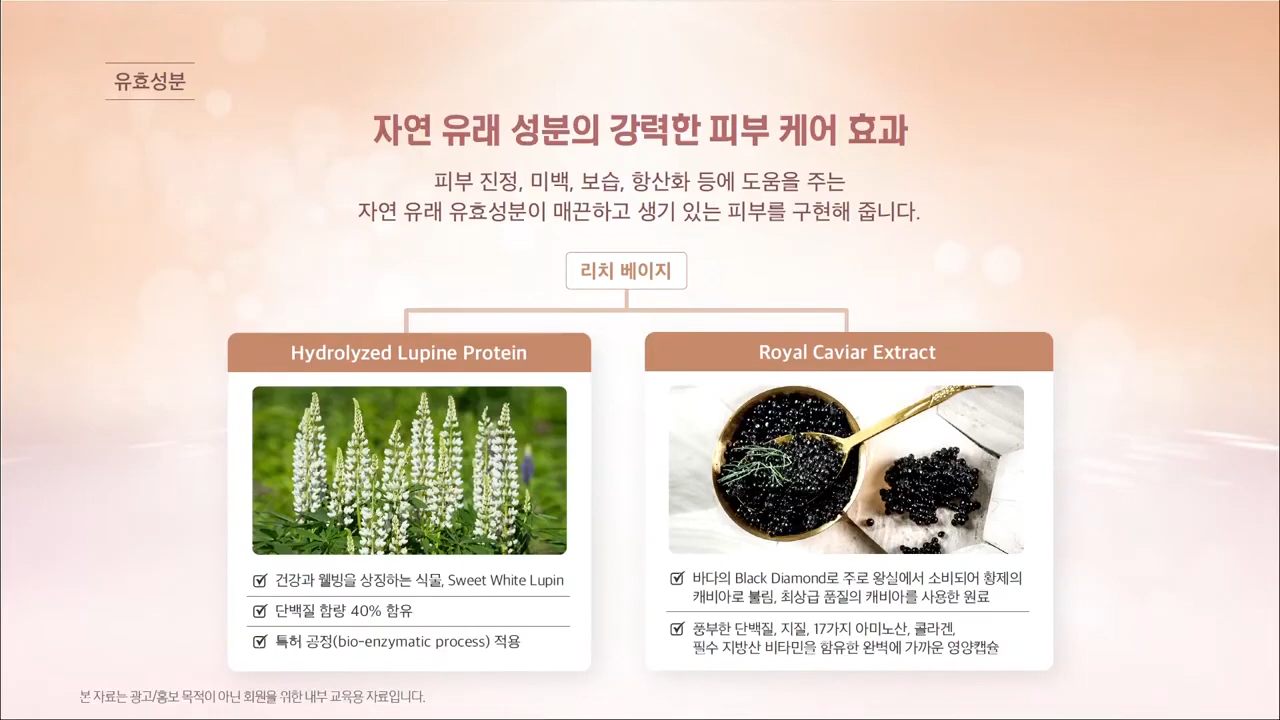 유효성분
자연 유래 성분의 강력한 피부 케어 효과
피부 진정, 미백, 보습, 항산화 등에 도움을 주는
자연 유래 유효성분이 매끈하고 생기 있는 피부를 구현해 줍니다.
리치 베이지
Hydrolyzed Lupine Protein
건강과 웰빙을 상징하는 식물, Sweet White Lupin
단백질 함량 40% 함유
특허 공정(bio-enzymatic process) 적용
Royal Caviar Extract
바다의 Black Diamond로 주로 왕실에서 소비되어 황제의
캐비아로 불림, 최상급 품질의 캐비아를 사용한 원료
풍부한 단백질, 지질, 17가지 아미노산, 콜라겐,
필수 지방산 비타민을 함유한 완벽에 가까운 영양캡슐
본 자료는 광고/홍보 목적이 아닌 회원을 위한 내부 교육용 자료입니다.